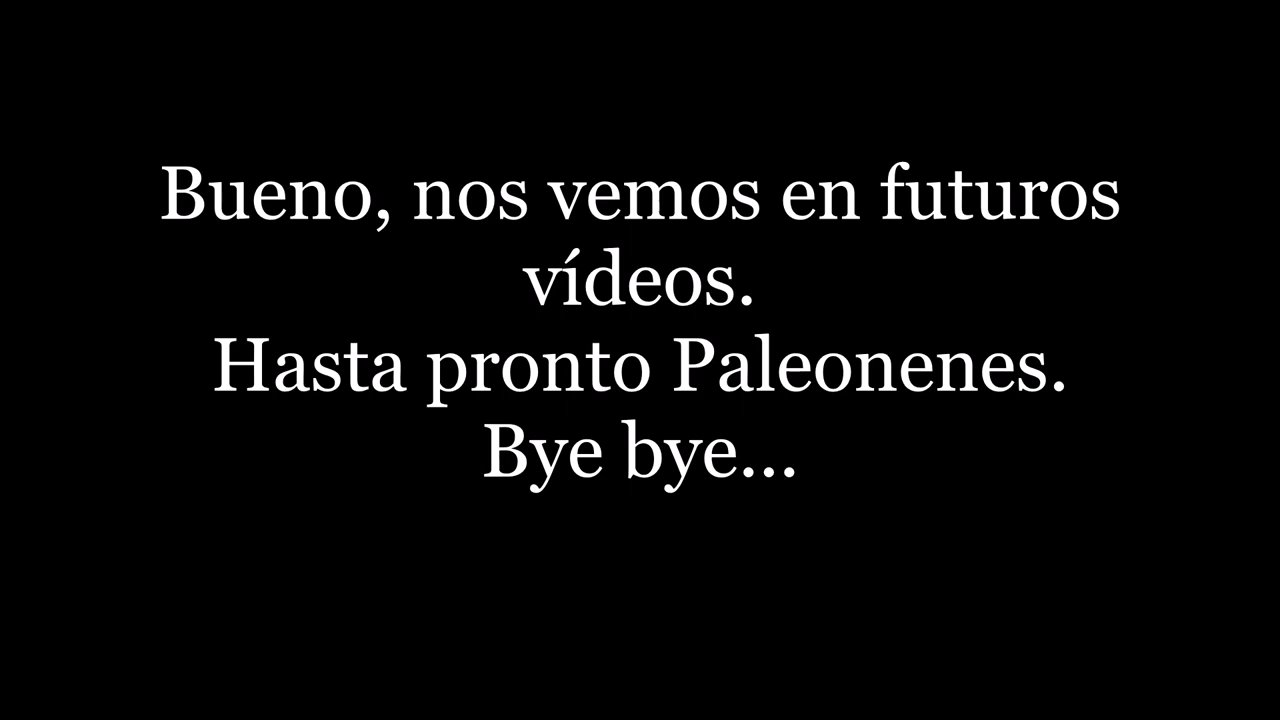 Bueno, nos vemos en futuros
vídeos.
Hasta pronto Paleonenes.
Bye bye...